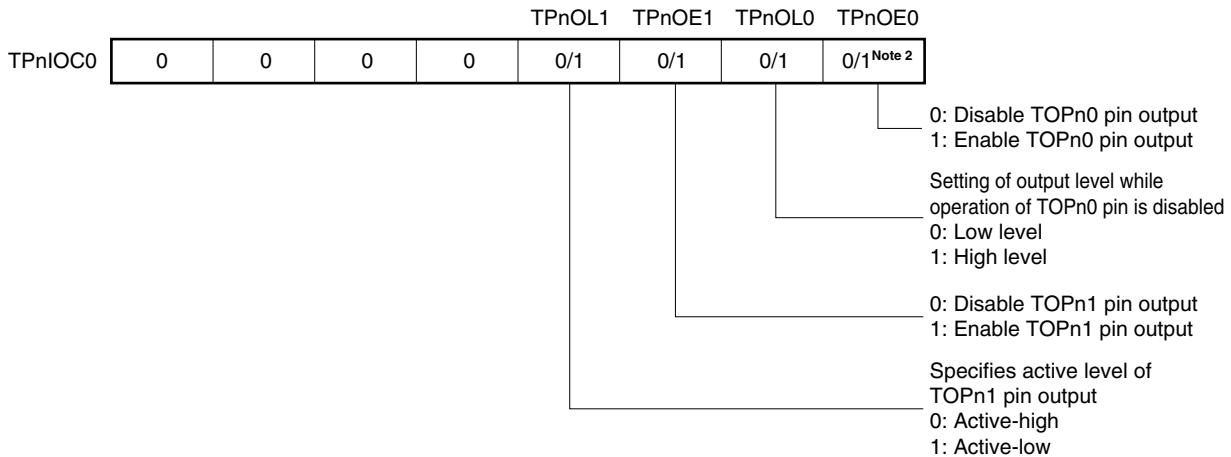 TPnOL1 TPnOE1 TPnOL0 TPnOE0
TPnIOC0 0 0 0 0 0/1 0/1 0/1 0/1 Note 2
0: Disable TOPn0 pin output
1: Enable TOPn0 pin output
Setting of output level while
operation of TOPn0 pin is disabled
0: Low level
1: High level
0: Disable TOPn1 pin output
1: Enable TOPn1 pin output
Specifies active level of
TOPn1 pin output
0: Active-high
1: Active-low